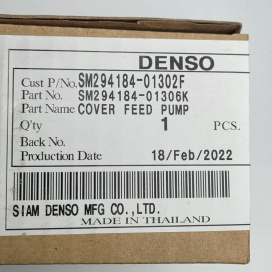 DENSO
Cust P/No. SM294184-01302F
Part No. SM294184-01306K
Part Name COVER FEED PUMP
Q'ty 1 PCS.
Back No.
Production Date 18/Feb/2022
SIAM DENSO MFG CO.,LTD.
MADE IN THAILAND